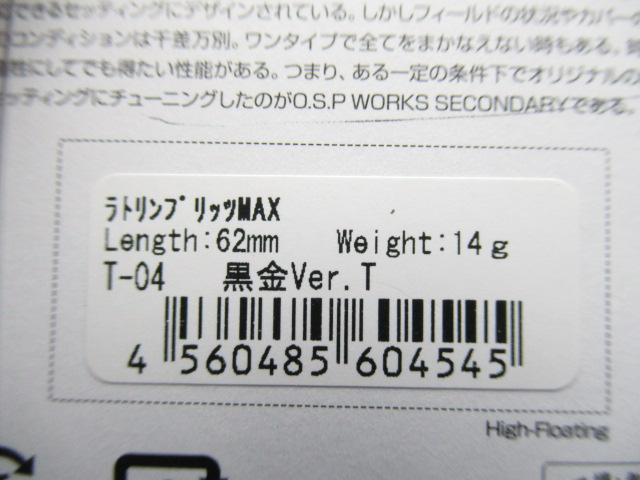 できるセッティングにデザインされている。しかしフィールドの状況やカバー
コンディションは千差万別。ワンタイプで全てをまかなえない時もある。
にしてでも得たい性能がある。つまり、ある一定の条件下でオリジナルの
セッティングにチューニングしたのがO.S.P WORKS SECONDARYである。
ﾗﾄﾘﾝﾌﾞﾘｯﾂMAX
Length:62mm Weight:14g
T-04 黒金Ver.T
4 560485 604545
High-Floating